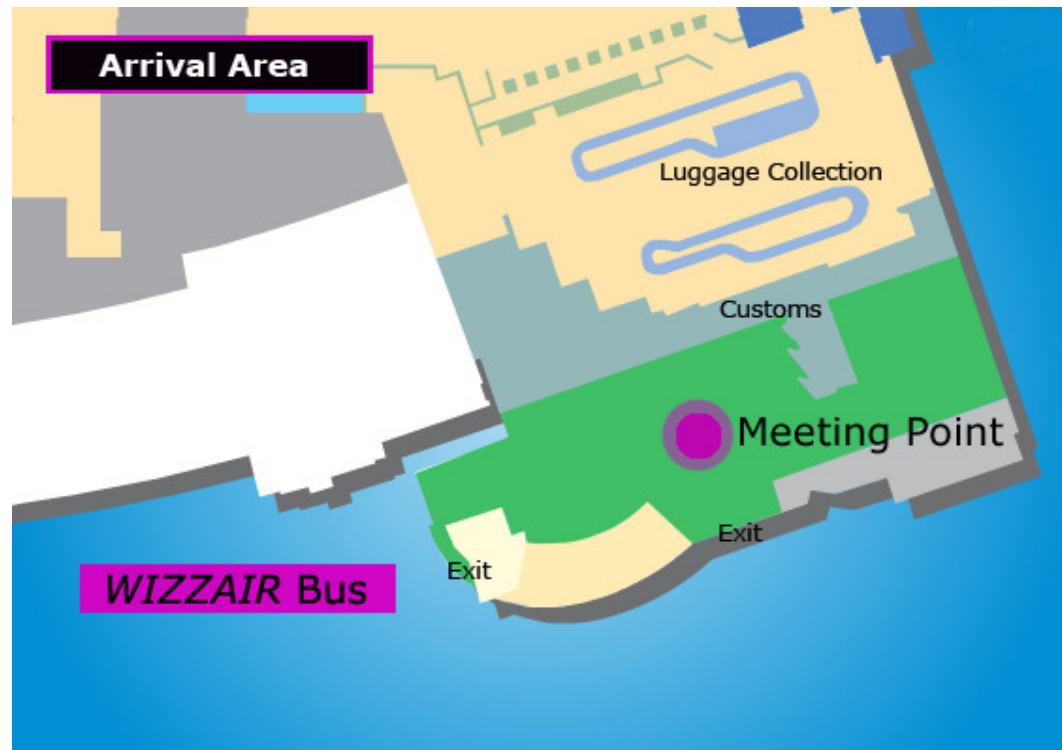 Arrival Area
Luggage Collection
Customs
Meeting Point
Exit
Exit
WIZZAIR Bus